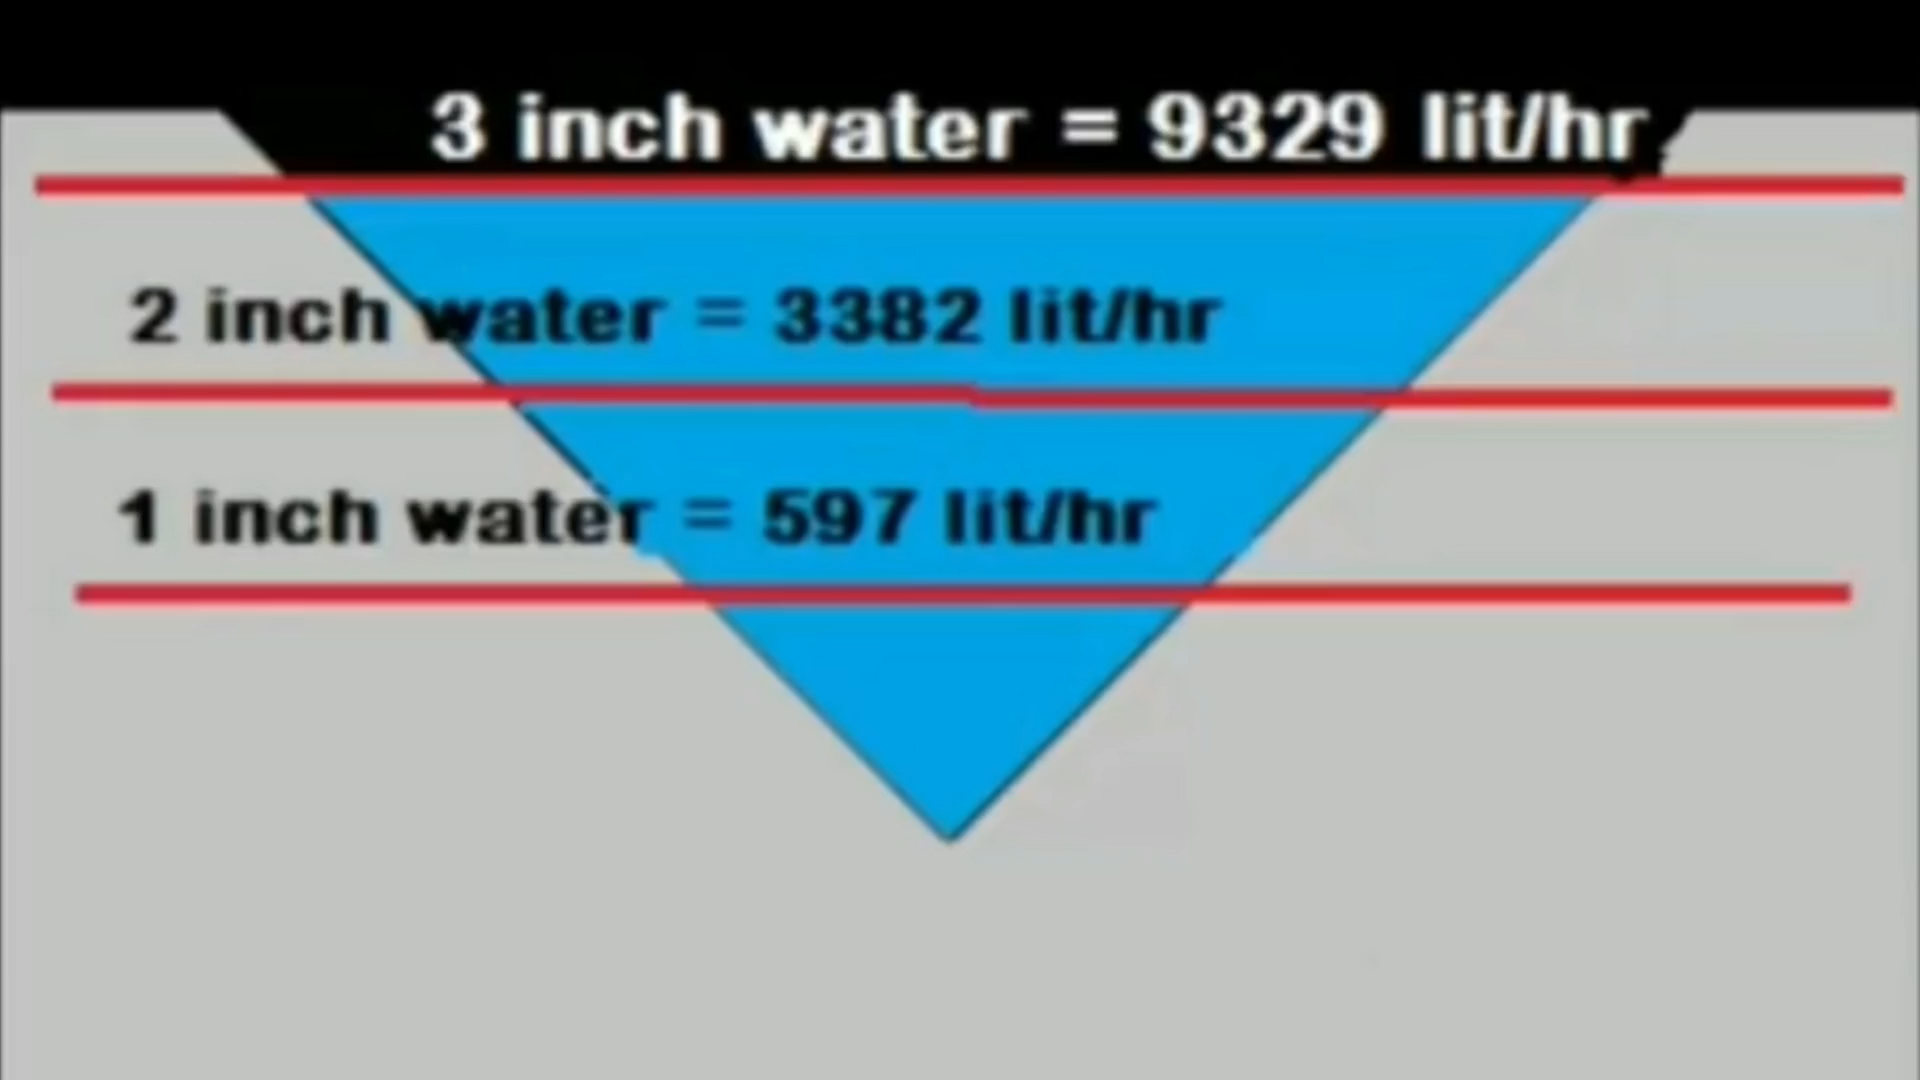 3 inch water = 9329 lit/hr
2 inch water = 3382 lit/hr
1 inch water = 597 lit/hr